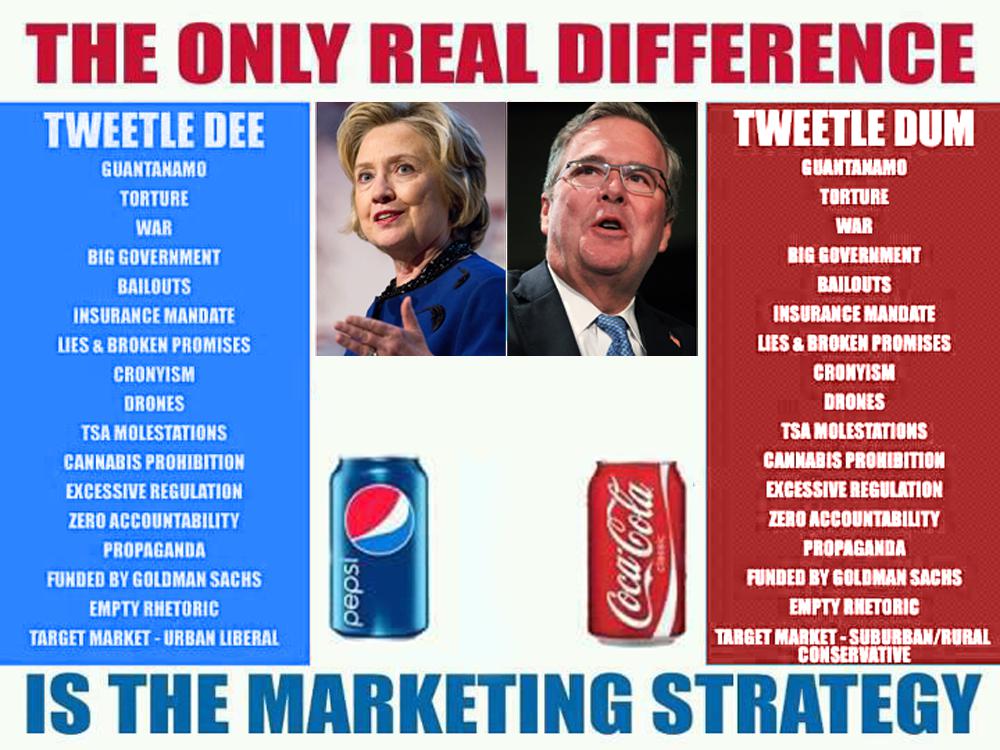 THE ONLY REAL DIFFERENCE
TWEETLE DEE
GUANTANAMO
TORTURE
WAR
BIG GOVERNMENT
BAILOUTS
INSURANCE MANDATE
LIES & BROKEN PROMISES
CRONYISM
DRONES
TSA MOLESTATIONS
CANNABIS PROHIBITION
EXCESSIVE REGULATION
ZERO ACCOUNTABILITY
PROPAGANDA
FUNDED BY GOLDMAN SACHS
EMPTY RHETORIC
TARGET MARKET - URBAN LIBERAL
pepsi
Coca-Cola
CLASSIC
TWEETLE DUM
GUANTANAMO
TORTURE
WAR
BIG GOVERNMENT
BAILOUTS
INSURANCE MANDATE
LIES & BROKEN PROMISES
CRONYISM
DRONES
TSA MOLESTATIONS
CANNABIS PROHIBITION
EXCESSIVE REGULATION
ZERO ACCOUNTABILITY
PROPAGANDA
FUNDED BY GOLDMAN SACHS
EMPTY RHETORIC
TARGET MARKET - SUBURBAN/RURAL
CONSERVATIVE
IS THE MARKETING STRATEGY